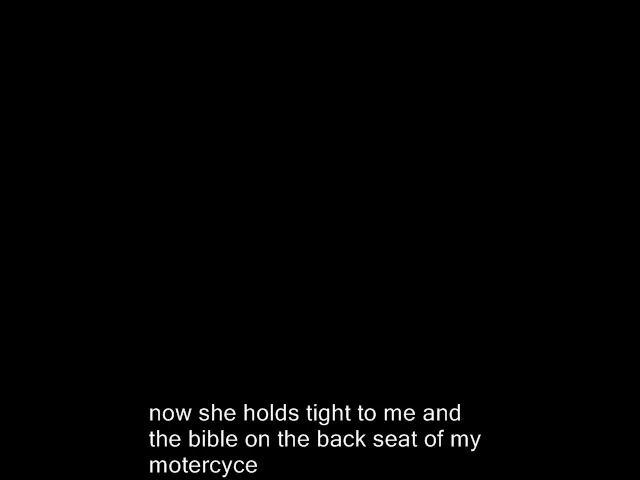 now she holds tight to me and
the bible on the back seat of my
motercyce